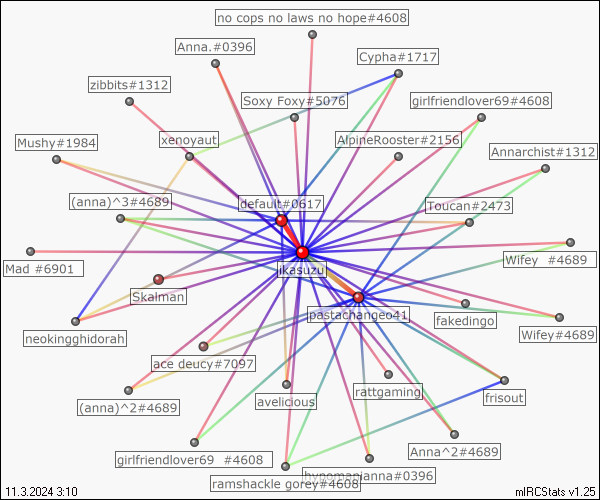 no cops no laws no hope#4608
Anna.#0396
Cypha#1717
zibbits#1312
Soxy Foxy#5076
girlfriendlover69#4608
Mushy#1984
xenoyaut
AlpineRooster#2156
Annarchist#1312
(anna)^3#4689
default#0617
Toucan#2473
Mad #6901
jikasuzu
Wifey #4689
Skalman
pastachangeo41
fakedingo
neokingghidorah
Wifey#4689
ace deucy#7097
rattgaming
frisout
(anna)^2#4689
avelicious
girlfriendlover69 #4608
Anna^2#4689
ramshackle gorey#4608
hypomanianna#0396
11.3.2024 3:10
mIRCStats v1.25